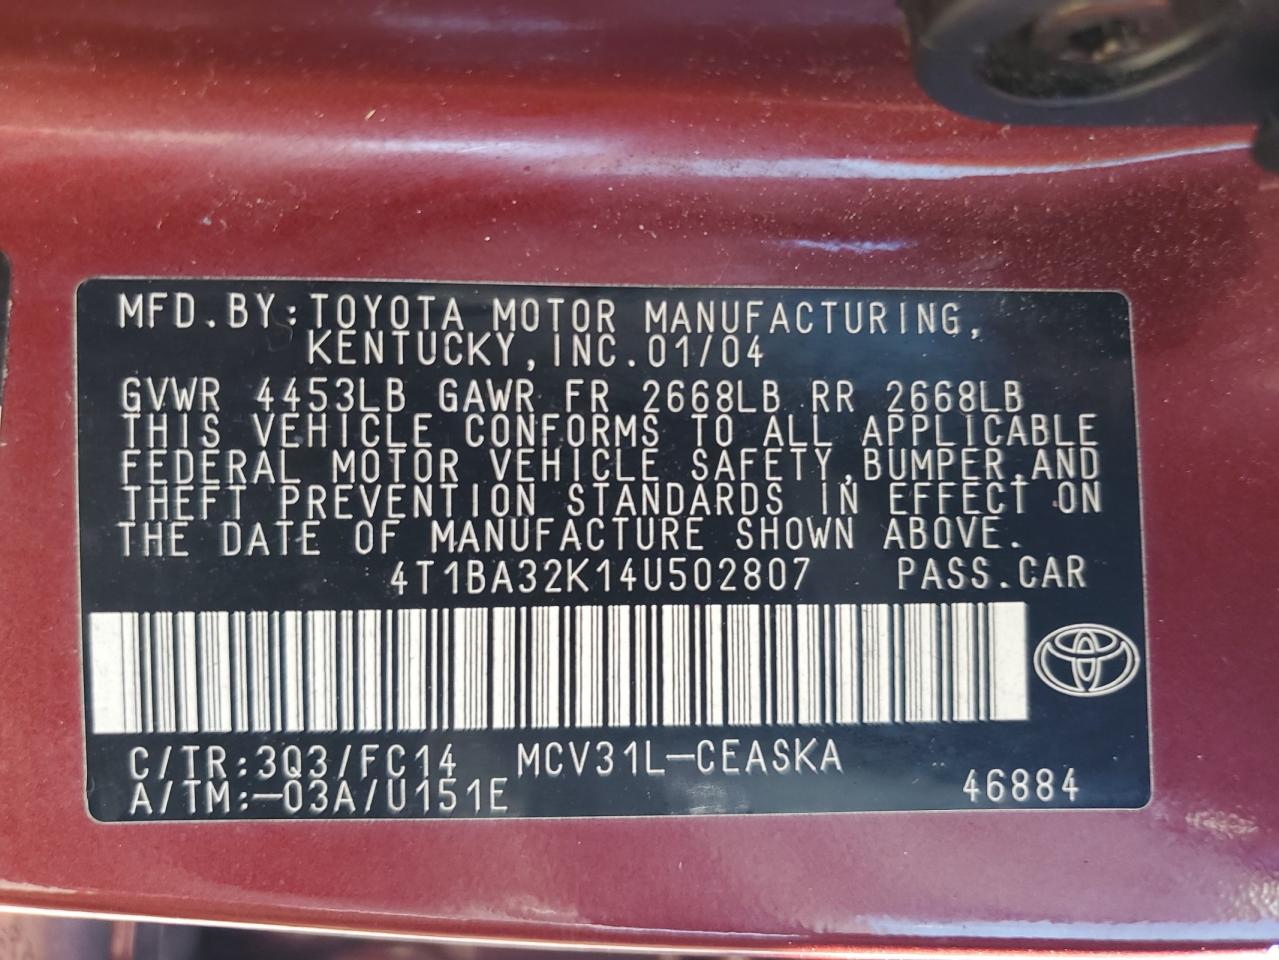 MFD.BY:TOYOTA MOTOR MANUFACTURING,
KENTUCKY,INC.01/04
GVWR 4453LB GAWR FR 2668LB RR 2668LB
THIS VEHICLE CONFORMS TO ALL APPLICABLE
FEDERAL MOTOR VEHICLE SAFETY,BUMPER,AND
THEFT PREVENTION STANDARDS IN EFFECT ON
THE DATE OF MANUFACTURE SHOWN ABOVE.
4T1BA32K14U502807 PASS.CAR
C/TR:3Q3/FC14 MCV31L-CEASKA
A/TM:-03A/U151E 46884